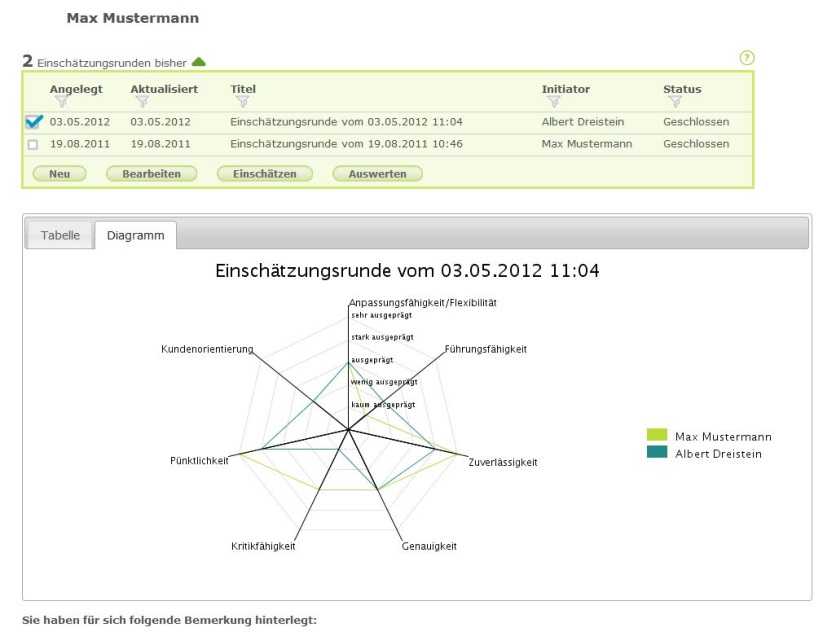 Max Mustermann
2 Einschätzungsrunden bisher
?
Angelegt Aktualisiert Titel Initiator Status
03.05.2012 03.05.2012 Einschätzungsrunde vom 03.05.2012 11:04 Albert Dreistein Geschlossen
19.08.2011 19.08.2011 Einschätzungsrunde vom 19.08.2011 10:46 Max Mustermann Geschlossen
Neu Bearbeiten Einschätzen Auswerten
Tabelle Diagramm
Einschätzungsrunde vom 03.05.2012 11:04
Anpassungsfähigkeit/Flexibilität
sehr ausgeprägt
stark ausgeprägt
Kundenorientierung Führungsfähigkeit
ausgeprägt
wenig ausgeprägt
kaum ausgeprägt
Max Mustermann
Albert Dreistein
Pünktlichkeit Zuverlässigkeit
Kritikfähigkeit Genauigkeit
Sie haben für sich folgende Bemerkung hinterlegt: